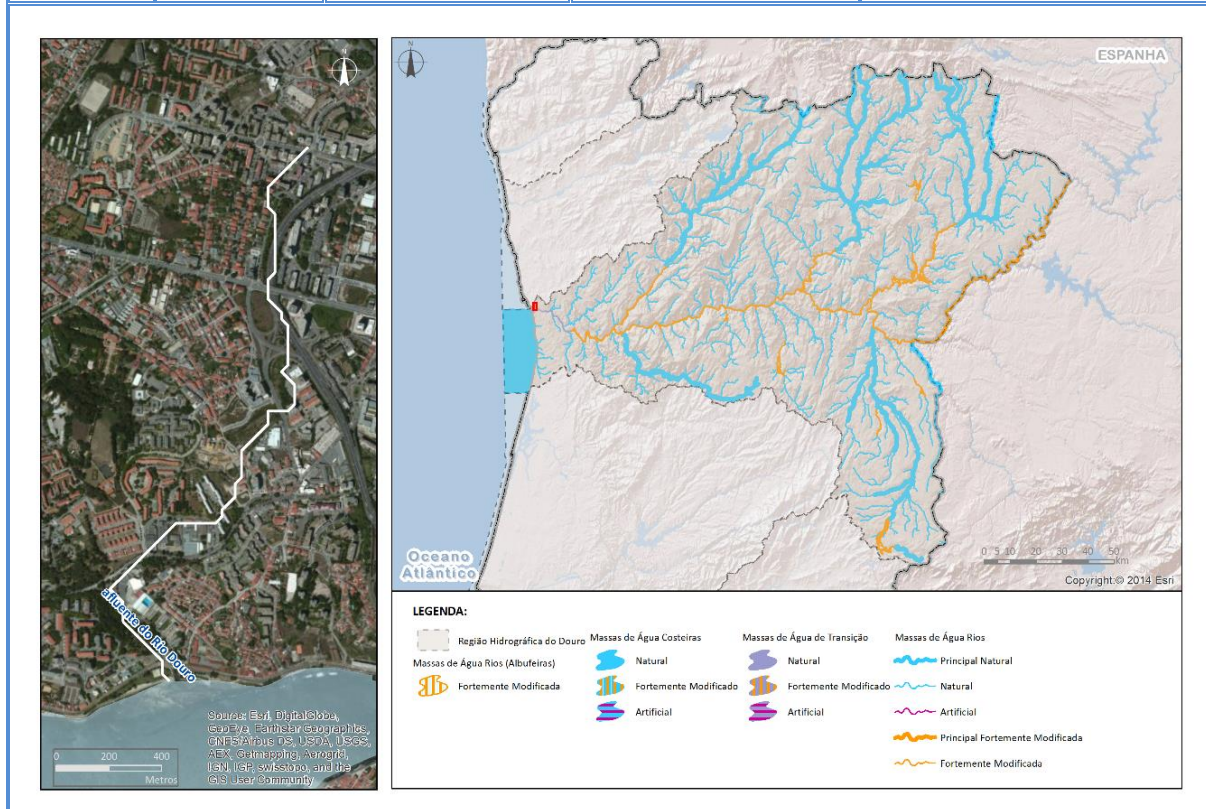 N
afluente do Rio Douro
Source: Esri, DigitalGlobe,
GeoEye, Earthstar Geographics,
CNES/Airbus DS, USDA, USGS,
AEX, Getmapping, Aerogrid,
IGN, IGP, swisstopo, and the
GIS User Community
0 200 400
Metros
N
ESPANHA
Oceano
Atlântico
0 5 10 20 30 40 50
km
Copyright:© 2014 Esri
LEGENDA:
Região Hidrográfica do Douro
Massas de Água Rios (Albufeiras)
Fortemente Modificada
Massas de Água Costeiras
Natural
Fortemente Modificado
Artificial
Massas de Água de Transição
Natural
Fortemente Modificado
Artificial
Massas de Água Rios
Principal Natural
Natural
Artificial
Principal Fortemente Modificada
Fortemente Modificada